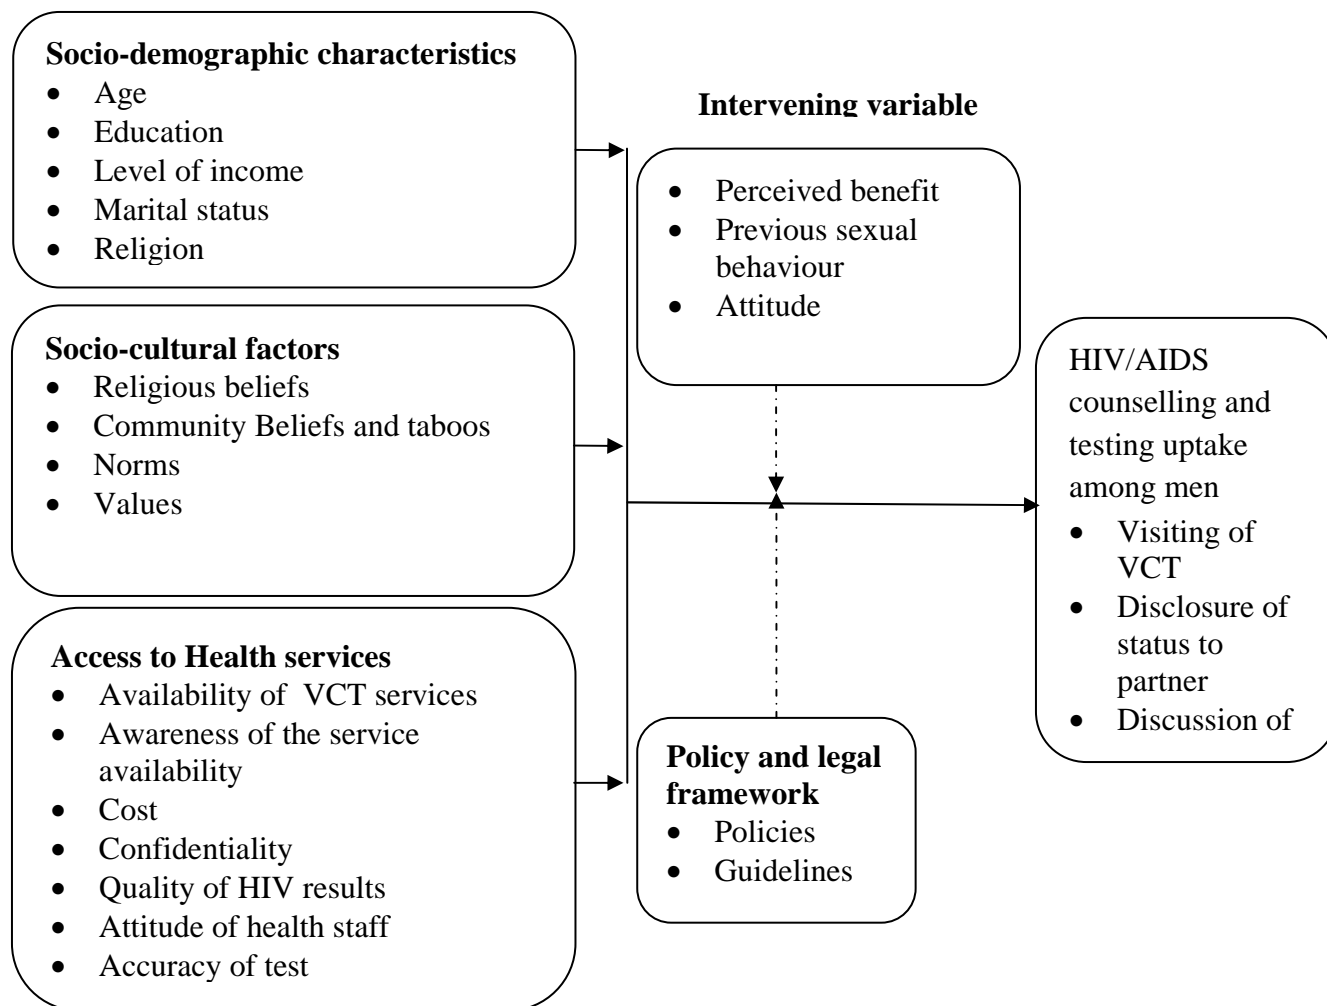 Socio-demographic characteristics
• Age
• Education
• Level of income
• Marital status
• Religion
Socio-cultural factors
• Religious beliefs
• Community Beliefs and taboos
• Norms
• Values
Access to Health services
• Availability of VCT services
• Awareness of the service
availability
• Cost
• Confidentiality
• Quality of HIV results
• Attitude of health staff
• Accuracy of test
Intervening variable
• Perceived benefit
• Previous sexual
behaviour
• Attitude
Policy and legal
framework
• Policies
• Guidelines
HIV/AIDS
counselling and
testing uptake
among men
• Visiting of
VCT
• Disclosure of
status to
partner
• Discussion of